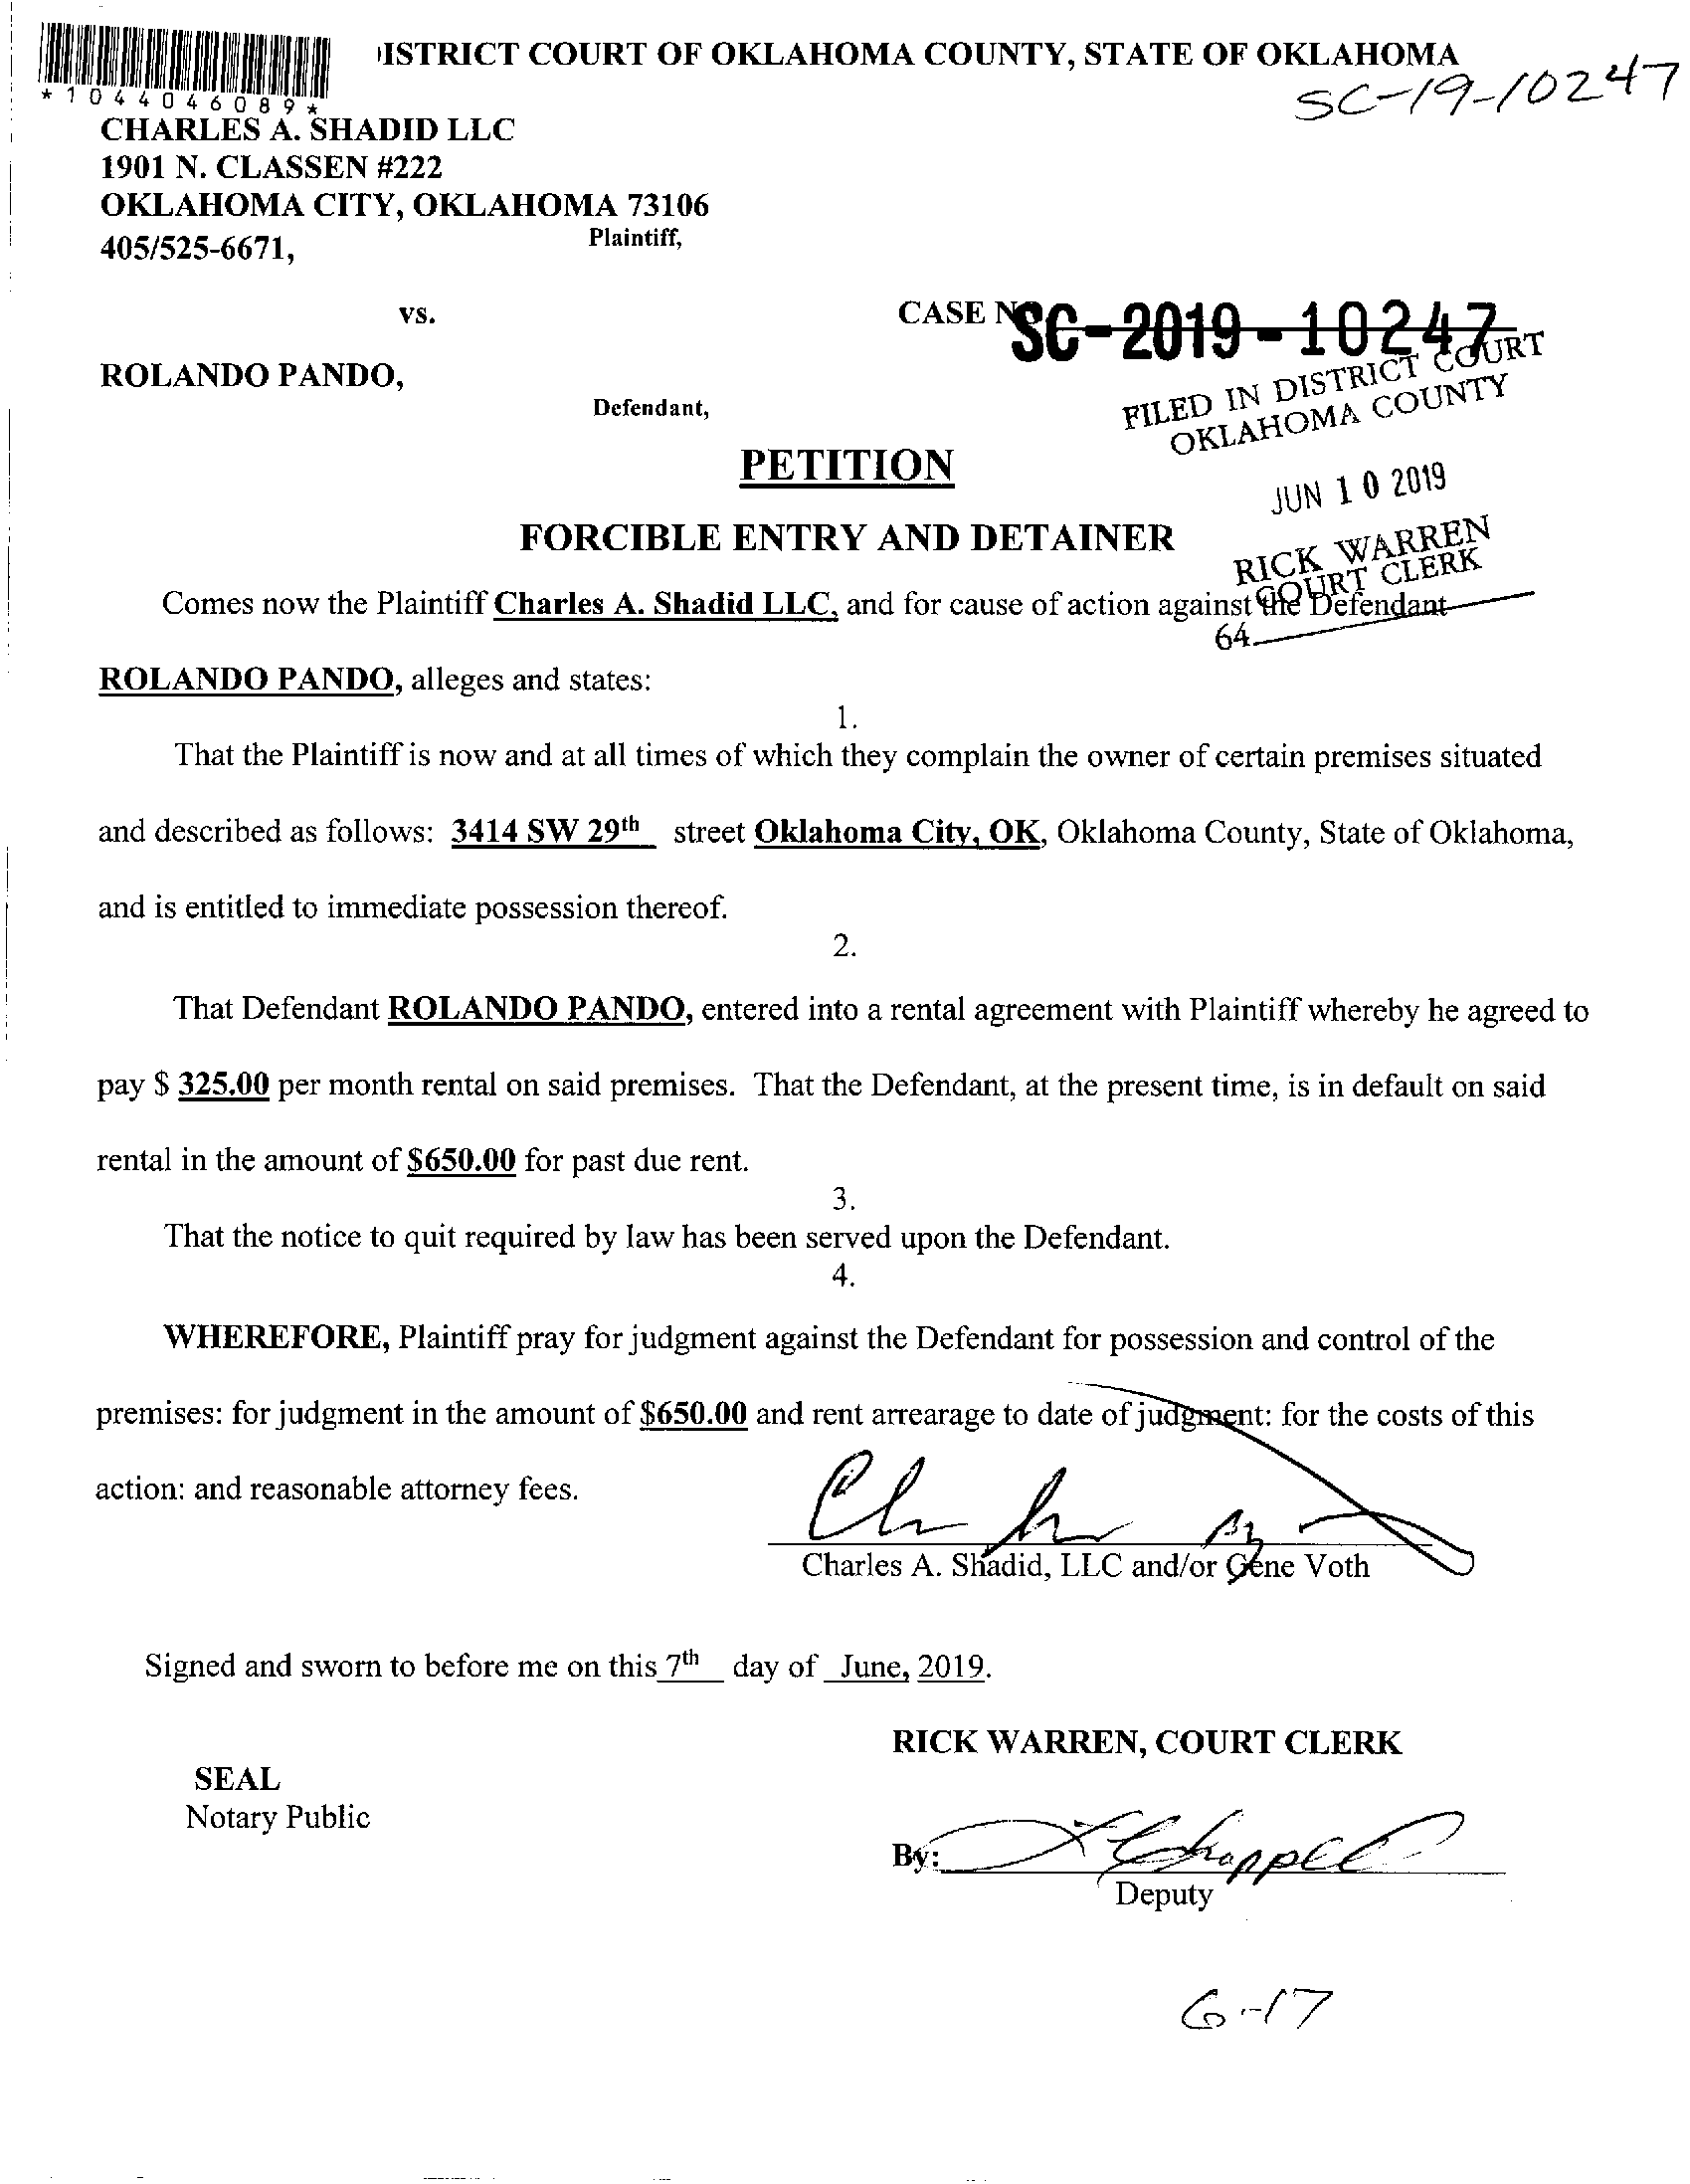 ISTRICT COURT OF OKLAHOMA COUNTY, STATE OF OKLAHOMA
*1044046089*
SC-19-10247
CHARLES A. SHADID LLC
1901 N. CLASSEN #222
OKLAHOMA CITY, OKLAHOMA 73106
405/525-6671,
Plaintiff,
vs.
CASE NO SC-2019-10247
ROLANDO PANDO,
Defendant,
FILED IN DISTRICT COURT
OKLAHOMA COUNTY
PETITION
JUN 10 2019
FORCIBLE ENTRY AND DETAINER
RICK WARREN
COURT CLERK
Comes now the Plaintiff Charles A. Shadid LLC, and for cause of action against the Defendant
64
ROLANDO PANDO, alleges and states:
1.
That the Plaintiff is now and at all times of which they complain the owner of certain premises situated
and described as follows: 3414 SW 29th street Oklahoma City, OK, Oklahoma County, State of Oklahoma,
and is entitled to immediate possession thereof.
2.
That Defendant ROLANDO PANDO, entered into a rental agreement with Plaintiff whereby he agreed to
pay $ 325.00 per month rental on said premises. That the Defendant, at the present time, is in default on said
rental in the amount of $650.00 for past due rent.
3.
That the notice to quit required by law has been served upon the Defendant.
4.
WHEREFORE, Plaintiff pray for judgment against the Defendant for possession and control of the
premises: for judgment in the amount of $650.00 and rent arrearage to date of judgment: for the costs of this
action: and reasonable attorney fees.
Charles A. Shadid, LLC and/or Gene Voth
Signed and sworn to before me on this 7th day of June, 2019.
RICK WARREN, COURT CLERK
SEAL
Notary Public
By:
Deputy
6-17